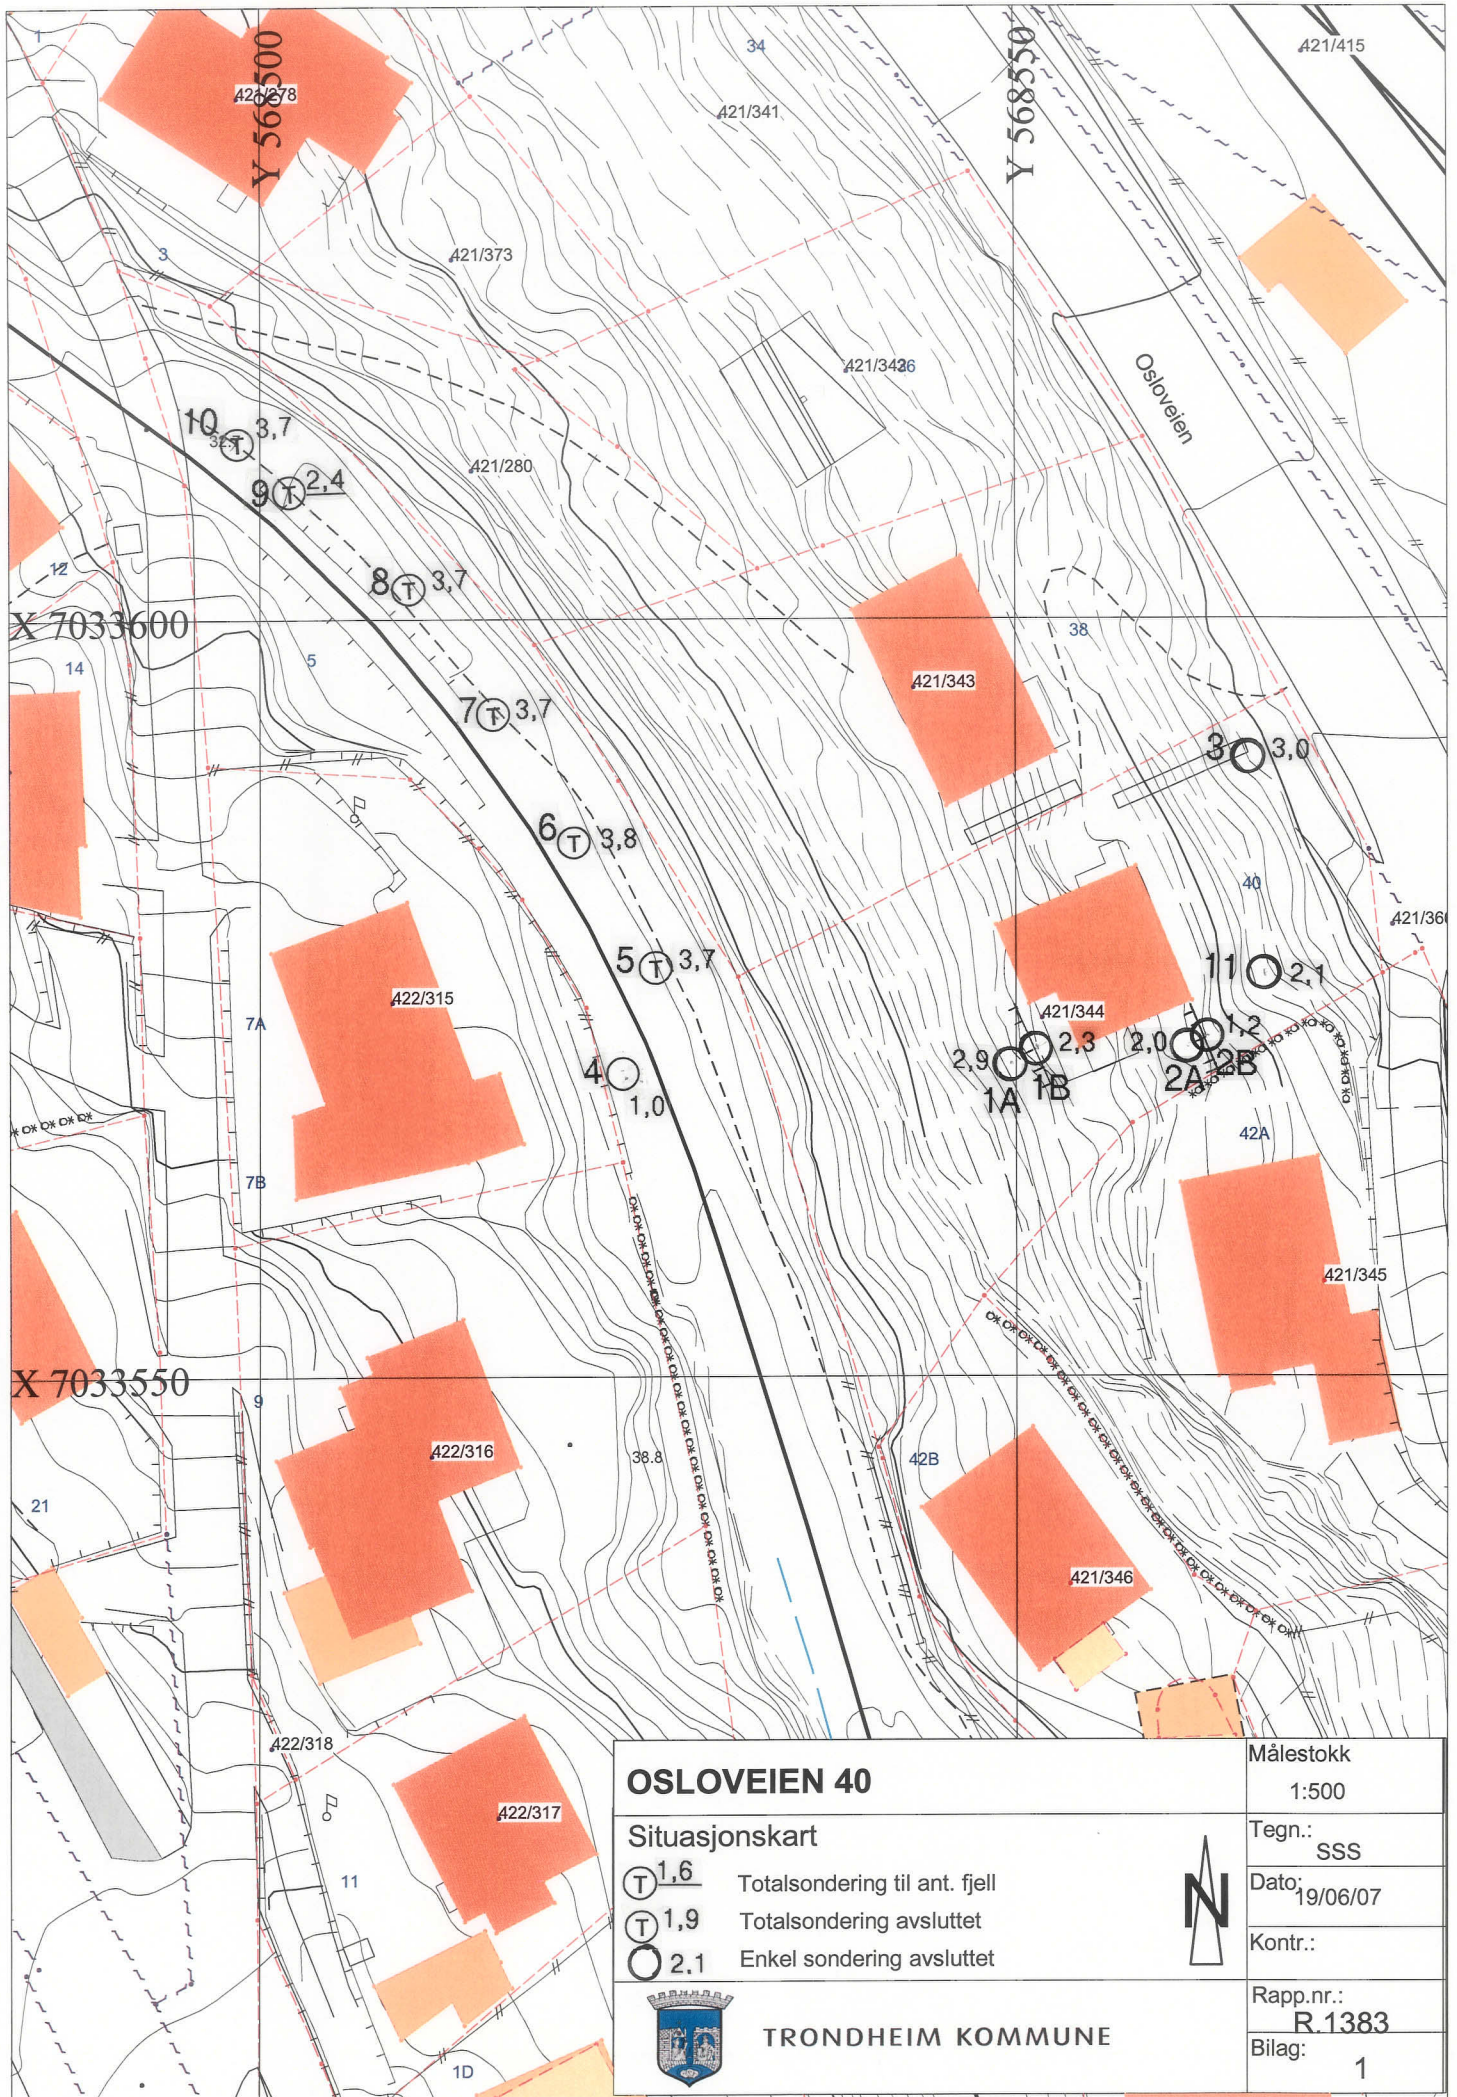 1
34
421/415
Y 568500
Y 568550
421/278
421/341
3
421/373
421/342
36
Osloveien
10
32.7
T
3,7
421/280
9
T
2,4
8
T
3,7
12
X 7033600
38
14
5
421/343
7
T
3,7
3
3,0
6
T
3,8
40
421/360
5
T
3,7
11
2,1
422/315
7A
421/344
1,2
2,9
2,3
2,0
4
2A
2B
1A
1B
1,0
42A
7B
421/345
X 7033550
9
422/316
38.8
42B
21
421/346
422/318
422/317
11
1D
OSLOVEIEN 40
Målestokk
1:500
Situasjonskart
Tegn.:
SSS
T 1,6 Totalsondering til ant. fjell
T 1,9 Totalsondering avsluttet
2.1 Enkel sondering avsluttet
N
Dato:
19/06/07
Kontr.:
Rapp.nr.:
R.1383
TRONDHEIM KOMMUNE
Bilag:
1